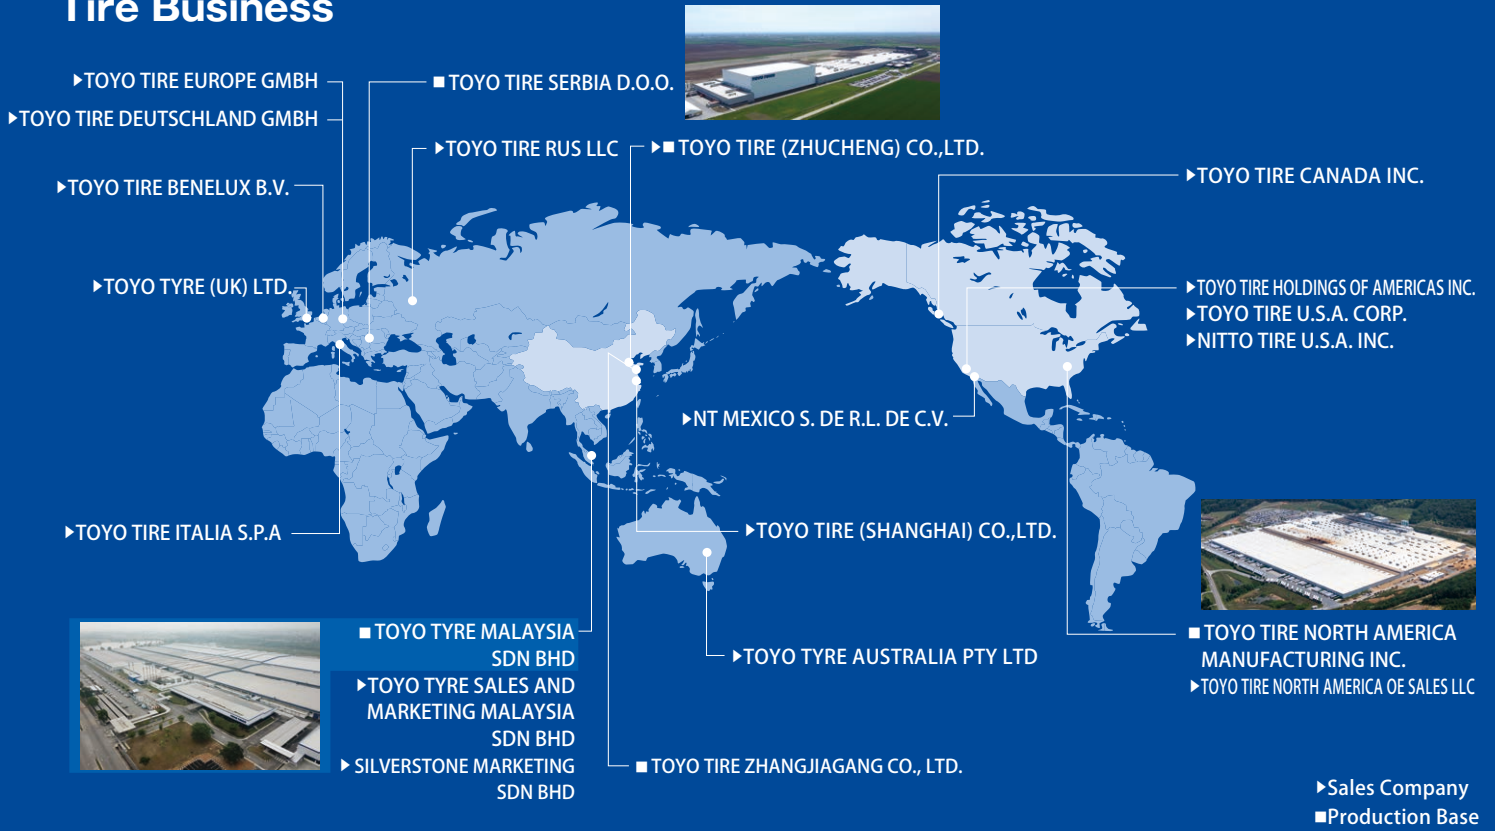 Tire Business
▶TOYO TIRE EUROPE GMBH
▶TOYO TIRE DEUTSCHLAND GMBH
▶TOYO TIRE BENELUX B.V.
▶TOYO TYRE (UK) LTD.
▶TOYO TIRE ITALIA S.P.A
■ TOYO TIRE SERBIA D.O.O.
▶TOYO TIRE RUS LLC
▶■ TOYO TIRE (ZHUCHENG) CO.,LTD.
▶TOYO TIRE CANADA INC.
▶TOYO TIRE HOLDINGS OF AMERICAS INC.
▶TOYO TIRE U.S.A. CORP.
▶NITTO TIRE U.S.A. INC.
▶NT MEXICO S. DE R.L. DE C.V.
▶TOYO TIRE (SHANGHAI) CO.,LTD.
▶TOYO TYRE AUSTRALIA PTY LTD
■ TOYO TYRE MALAYSIA
SDN BHD
▶TOYO TYRE SALES AND
MARKETING MALAYSIA
SDN BHD
▶ SILVERSTONE MARKETING
SDN BHD
■ TOYO TIRE ZHANGJIAGANG CO., LTD.
■ TOYO TIRE NORTH AMERICA
MANUFACTURING INC.
▶TOYO TIRE NORTH AMERICA OE SALES LLC
▶Sales Company
■Production Base